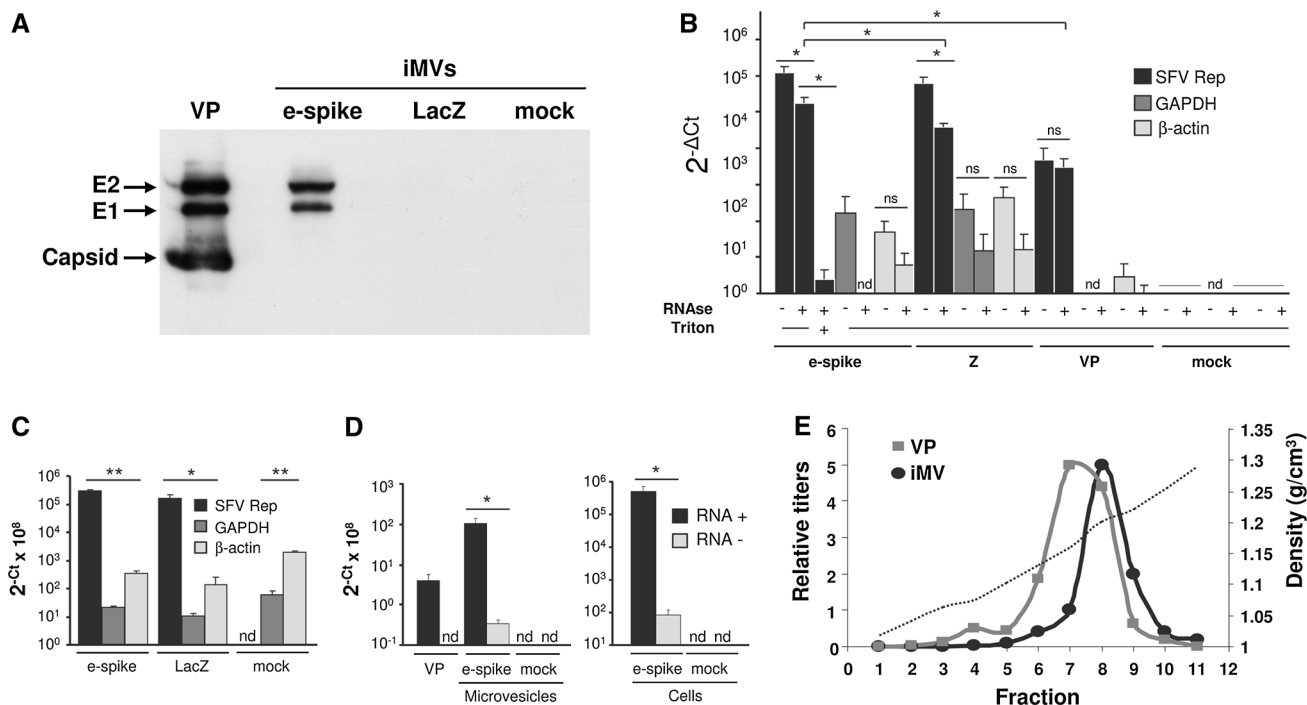 A
iMVs
VP e-spike LacZ mock
E2
E1
Capsid
B
2-ΔCt
10⁶
10⁵
10⁴
10³
10²
10¹
10⁰
*
*
*
*
*
ns
ns
ns
ns
nd
nd
nd
SFV Rep
GAPDH
β-actin
RNAse - + + - + - + - + - + - + - + - + - + - + - + - +
Triton +
e-spike Z VP mock
C
2-Ct x 10⁸
10⁶
10⁵
10⁴
10³
10²
10¹
10⁰
**
*
**
SFV Rep
GAPDH
β-actin
nd
e-spike LacZ mock
D
2-Ct x 10⁸
10³
10²
10¹
10⁰
10-¹
*
nd nd nd
VP e-spike mock
Microvesicles
10⁶
10⁵
10⁴
10³
10²
10¹
*
RNA +
RNA -
nd nd
e-spike mock
Cells
E
Relative titers
6
5
4
3
2
1
0
VP
iMV
1.35
1.3
1.25
1.2
1.15
1.1
1.05
1
Density (g/cm³)
0 1 2 3 4 5 6 7 8 9 10 11 12
Fraction